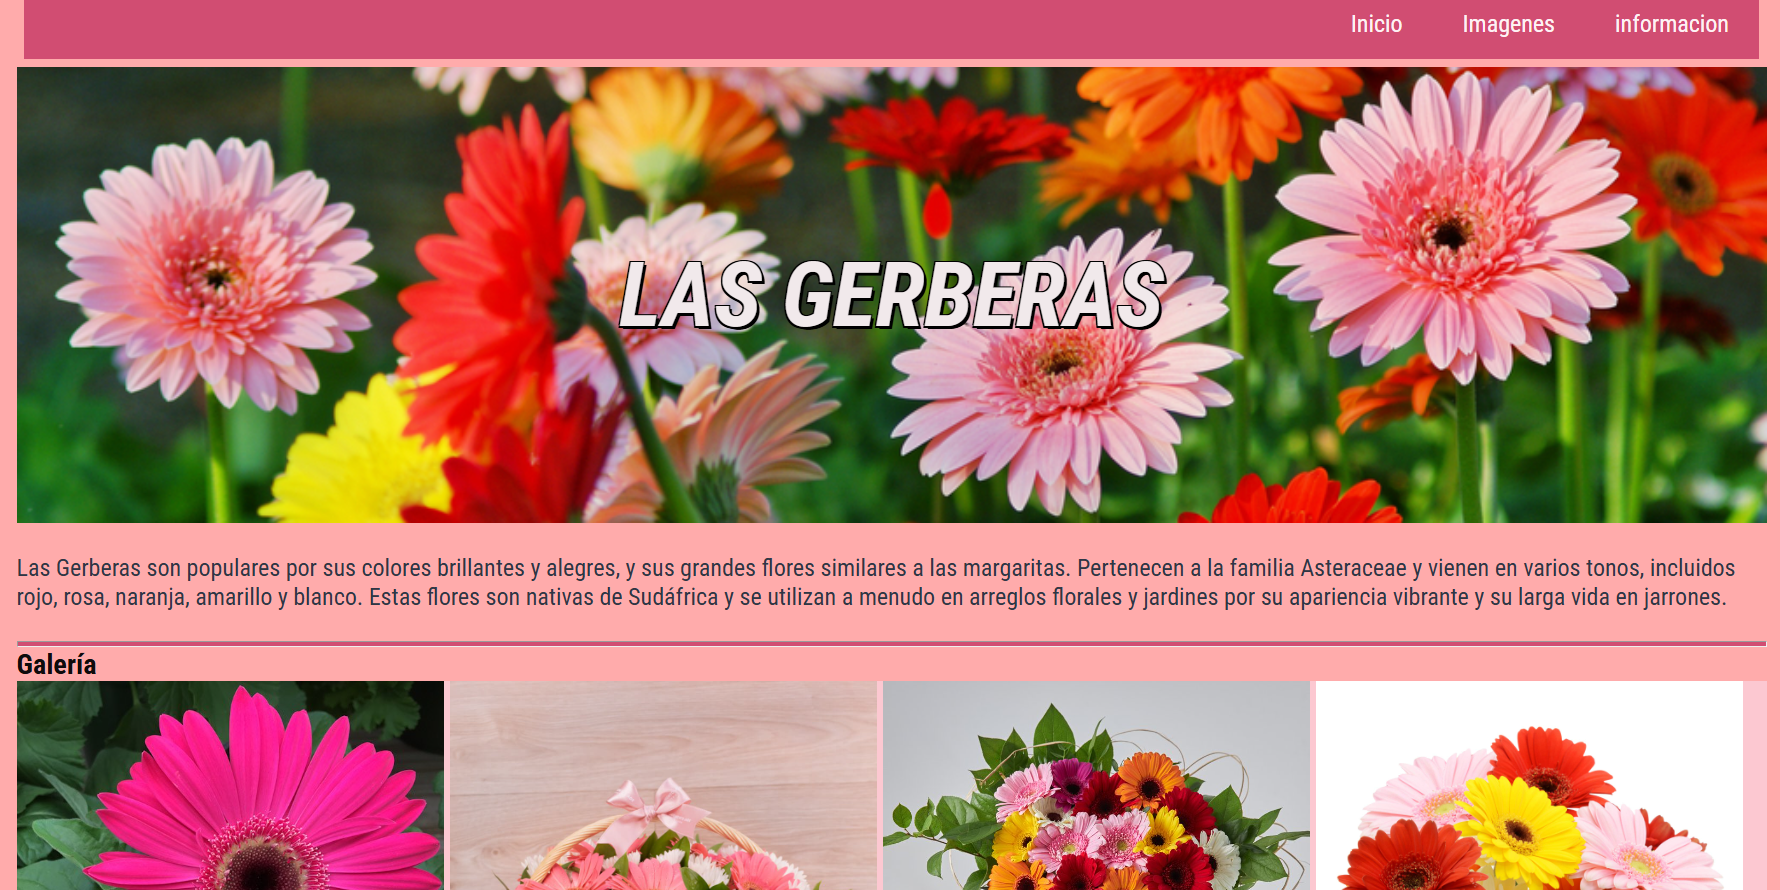 Inicio Imagenes informacion
LAS GERBERAS
Las Gerberas son populares por sus colores brillantes y alegres, y sus grandes flores similares a las margaritas. Pertenecen a la familia Asteraceae y vienen en varios tonos, incluidos
rojo, rosa, naranja, amarillo y blanco. Estas flores son nativas de Sudáfrica y se utilizan a menudo en arreglos florales y jardines por su apariencia vibrante y su larga vida en jarrones.
Galería